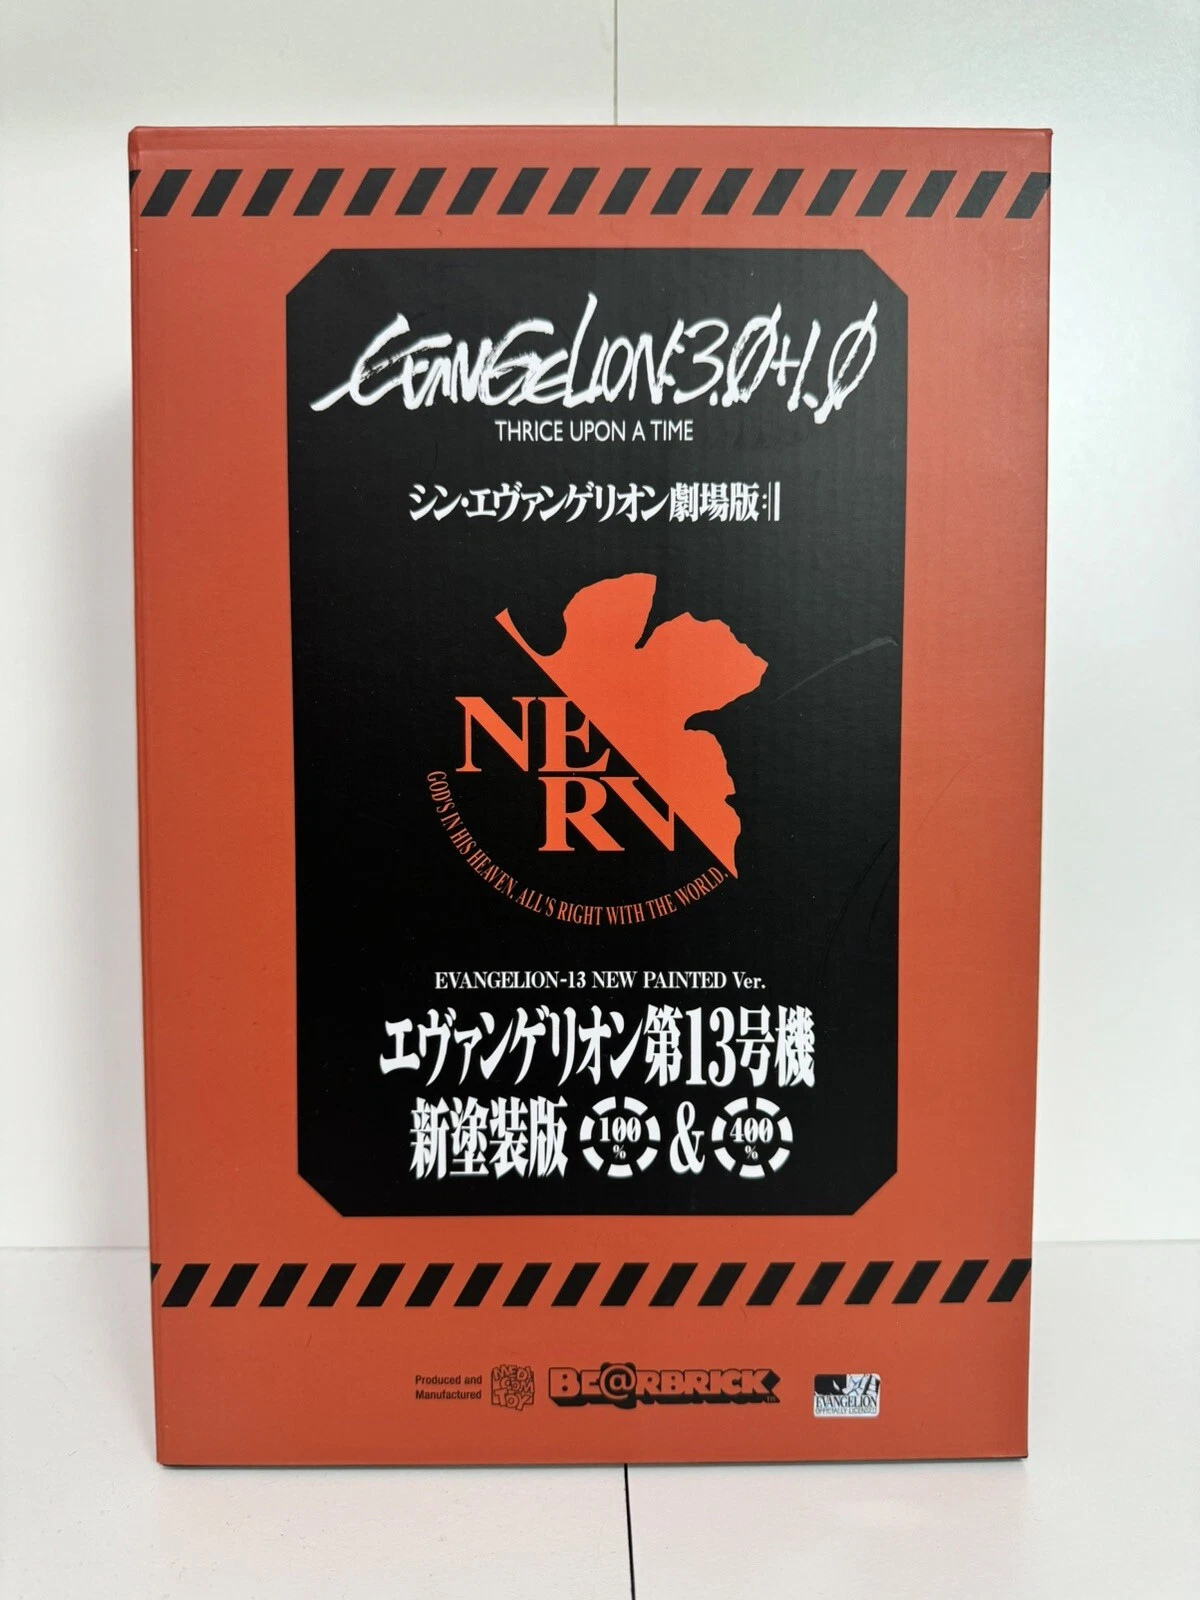 EVANGELION:3.0+1.0
THRICE UPON A TIME
シン・エヴァンゲリオン劇場版:||
NERV
GOD'S IN HIS HEAVEN. ALL'S RIGHT WITH THE WORLD.
EVANGELION-13 NEW PAINTED Ver.
エヴァンゲリオン第13号機
新塗装版 100% & 400%
Produced and
Manufactured
MEDICOM TOY
BE@RBRICK TM
EVANGELION
OFFICIALLY LICENSED